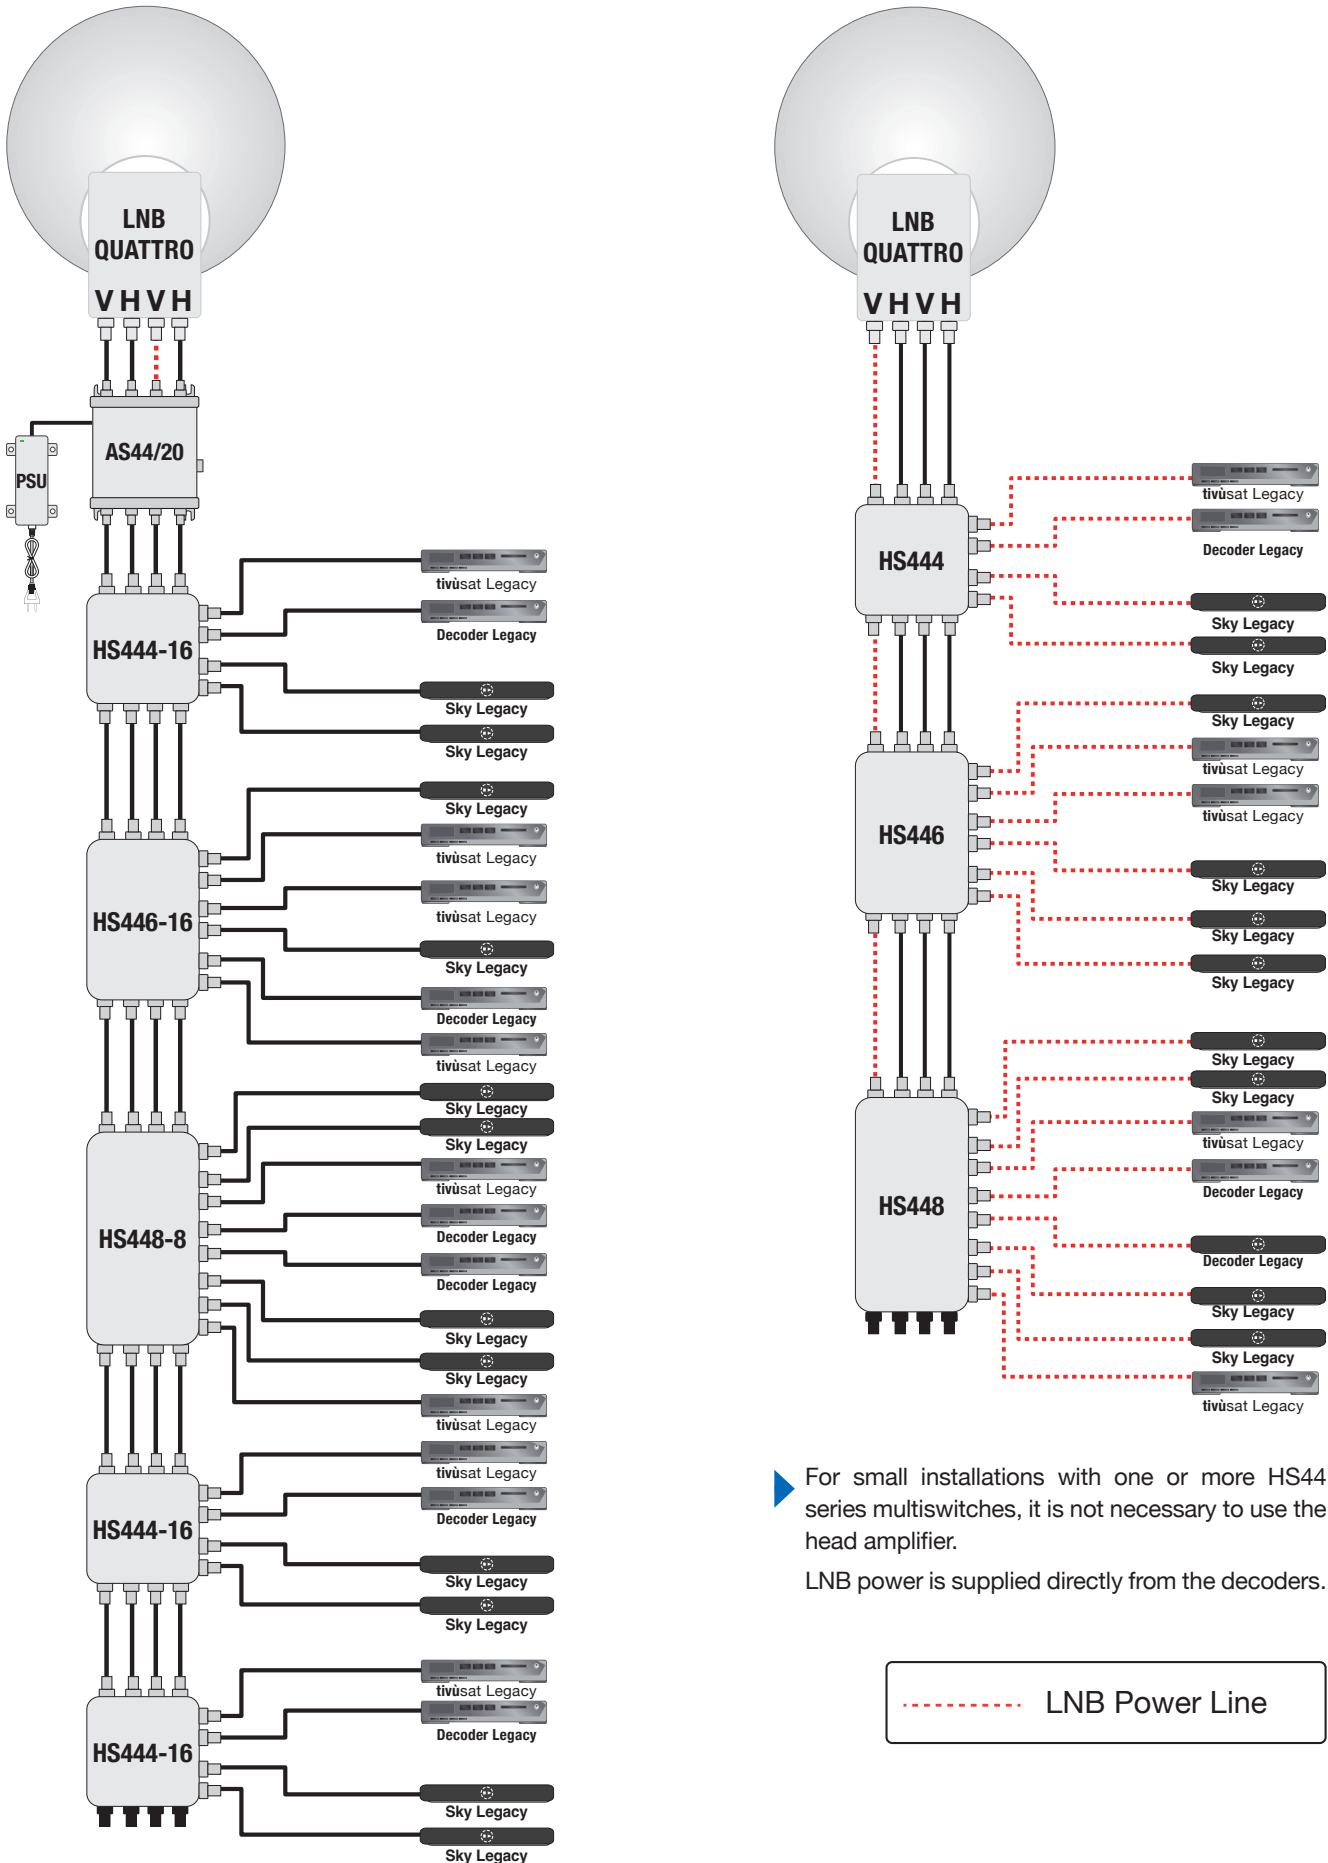 LNB
QUATTRO
V H V H
AS44/20
PSU
HS444-16
tivùsat Legacy
Decoder Legacy
Sky Legacy
Sky Legacy
HS446-16
Sky Legacy
tivùsat Legacy
tivùsat Legacy
Sky Legacy
Decoder Legacy
tivùsat Legacy
HS448-8
Sky Legacy
Sky Legacy
tivùsat Legacy
Decoder Legacy
Decoder Legacy
Sky Legacy
Sky Legacy
tivùsat Legacy
HS444-16
tivùsat Legacy
Decoder Legacy
Sky Legacy
Sky Legacy
HS444-16
tivùsat Legacy
Decoder Legacy
Sky Legacy
Sky Legacy
LNB
QUATTRO
V H V H
HS444
tivùsat Legacy
Decoder Legacy
Sky Legacy
Sky Legacy
HS446
Sky Legacy
tivùsat Legacy
tivùsat Legacy
Sky Legacy
Sky Legacy
Sky Legacy
HS448
Sky Legacy
Sky Legacy
tivùsat Legacy
Decoder Legacy
Decoder Legacy
Sky Legacy
Sky Legacy
tivùsat Legacy
For small installations with one or more HS44
series multiswitches, it is not necessary to use the
head amplifier.
LNB power is supplied directly from the decoders.
LNB Power Line